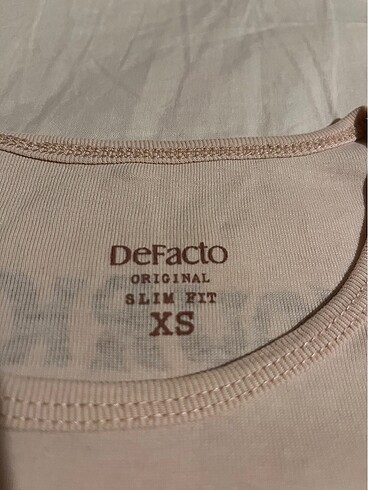 DeFacto
ORIGINAL
SLIM FIT
XS